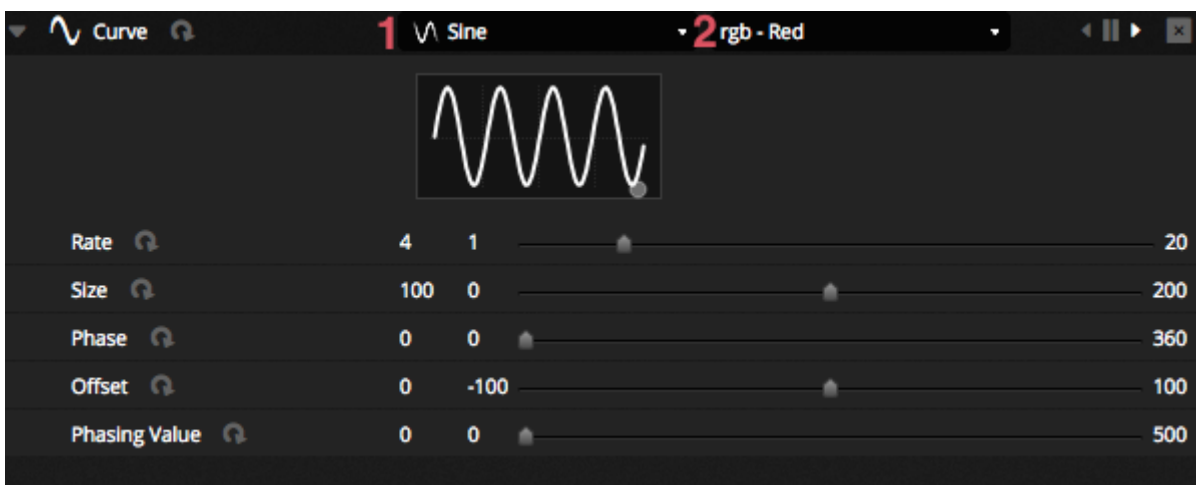 Curve 1 Sine 2 rgb - Red
Rate 4 1 20
Size 100 0 200
Phase 0 0 360
Offset 0 -100 100
Phasing Value 0 0 500